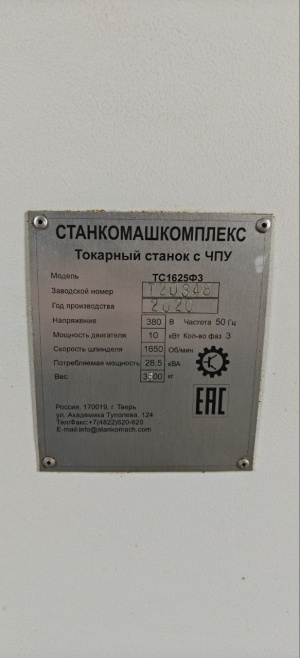 СТАНКОМАШКОМПЛЕКС
Токарный станок с ЧПУ
Модель ТС1625Ф3
Заводской номер 120348
Год производства 2020
Напряжение 380 В Частота 50 Гц
Мощность двигателя 10 кВт Кол-во фаз 3
Скорость шпинделя 1650 Об/мин
Потребляемая мощность 28,5 кВА
Вес кг
EAC
Россия, 170019, г. Тверь
ул. Академика Туполева, 124
Тел/Факс:+7(4822)620-620
E-mail:info@stankomach.com